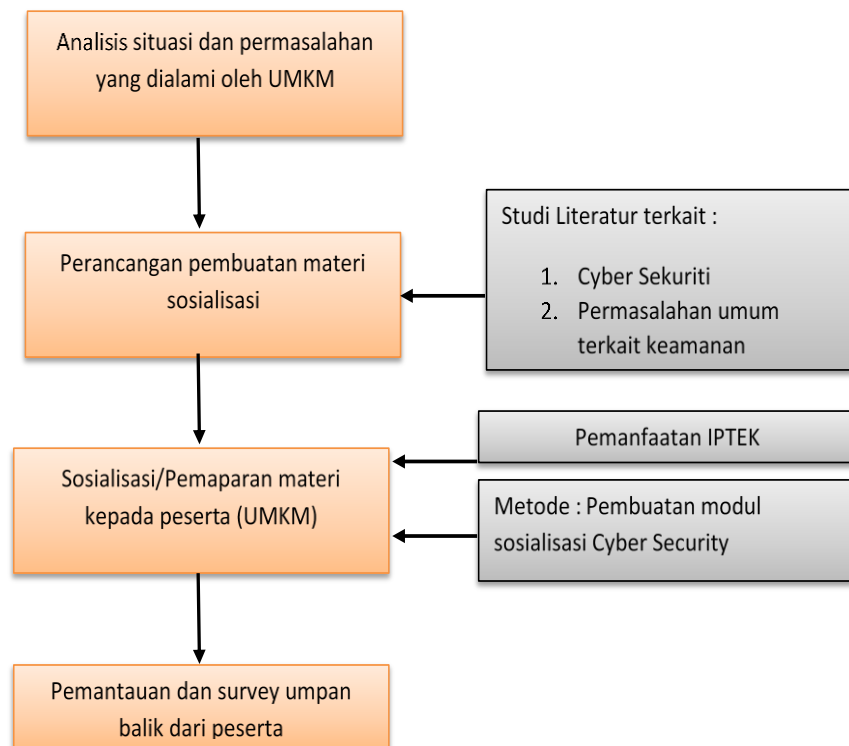 Analisis situasi dan permasalahan
yang dialami oleh UMKM
Studi Literatur terkait :
1. Cyber Sekuriti
2. Permasalahan umum
terkait keamanan
Perancangan pembuatan materi
sosialisasi
Pemanfaatan IPTEK
Sosialisasi/Pemaparan materi
kepada peserta (UMKM)
Metode : Pembuatan modul
sosialisasi Cyber Security
Pemantauan dan survey umpan
balik dari peserta